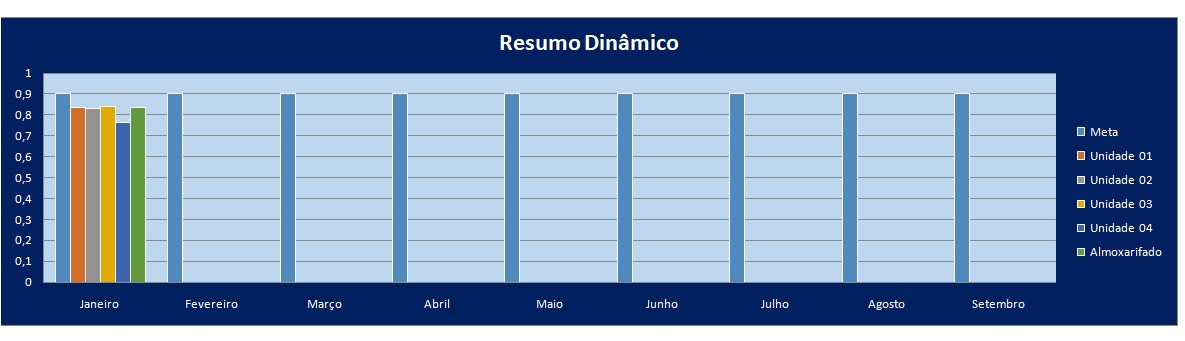 Resumo Dinâmico
1
0,9
0,8
0,7
0,6
0,5
0,4
0,3
0,2
0,1
0
Janeiro Fevereiro Março Abril Maio Junho Julho Agosto Setembro
Meta
Unidade 01
Unidade 02
Unidade 03
Unidade 04
Almoxarifado